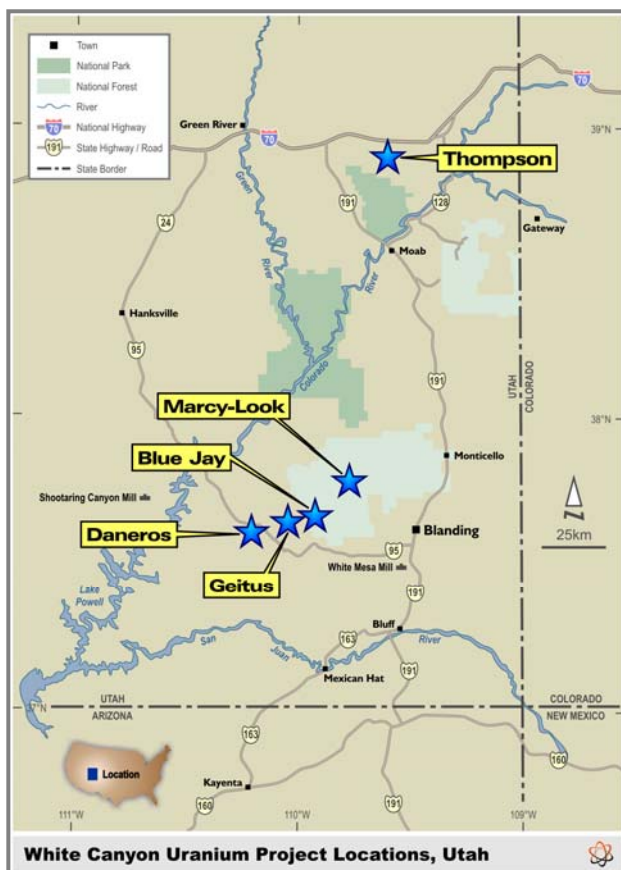 Town
National Park
National Forest
River
70
National Highway
191
State Highway / Road
State Border
70
Green River
39°N
70
Thompson
Green
River
191
128
Gateway
24
Moab
River
Hanksville
95
Colorado
191
UTAH
COLORADO
Marcy-Look
38°N
Blue Jay
Monticello
Shootaring Canyon Mill
Daneros
Blanding
25km
95
Geitus
White Mesa Mill
191
Lake
Powell
Bluff
San
Juan
163
River
Mexican Hat
191
UTAH
ARIZONA
COLORADO
NEW MEXICO
37°N
163
Location
Kayenta
160
191
160
111°W
110°W
109°W
White Canyon Uranium Project Locations, Utah